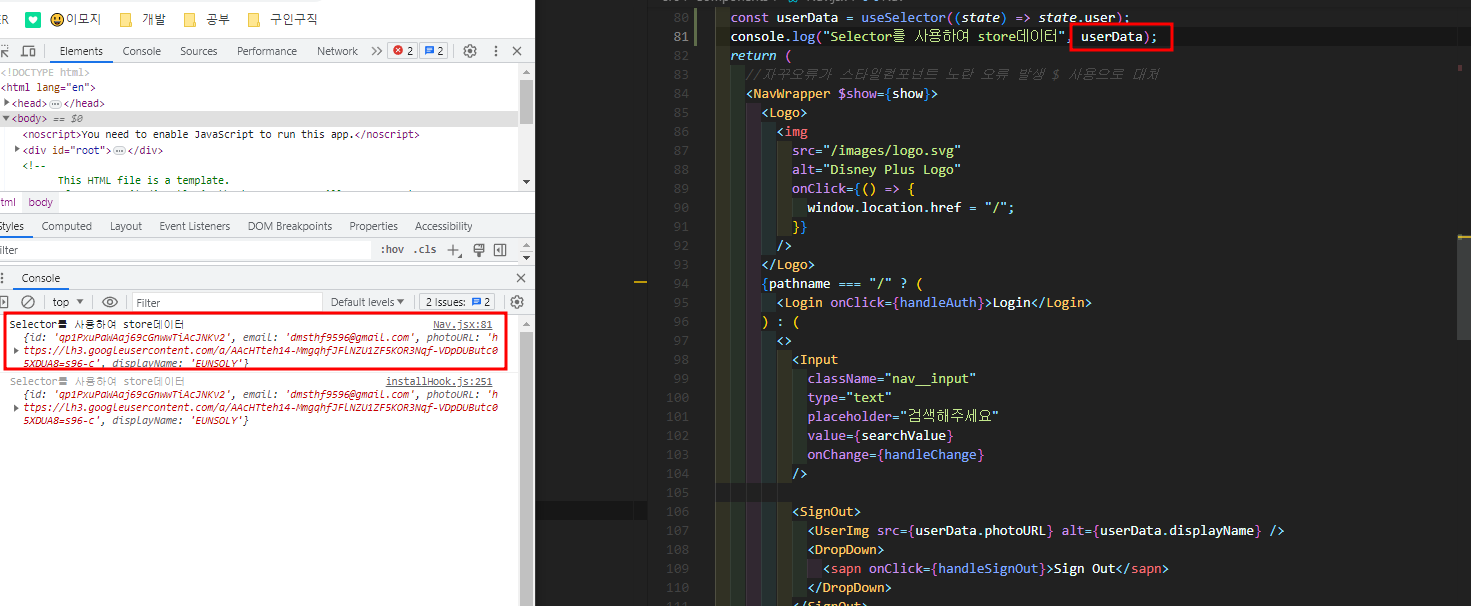 ER 이모지 개발 공부 구인구직
Elements Console Sources Performance Network 2 2
<!DOCTYPE html>
<html lang="en">
<head> ⋯ </head>
<body> == $0
<noscript>You need to enable JavaScript to run this app.</noscript>
<div id="root"> ⋯ </div>
<!--
This HTML file is a template.
tml body
Styles Computed Layout Event Listeners DOM Breakpoints Properties Accessibility
ilter :hov .cls
Console
top Filter Default levels 2 Issues: 2
Selector를 사용하여 store데이터 Nav.jsx:81
{id: 'qp1PxuPaWAaj69cGnwwTiAcJNKv2', email: 'dmsthf9596@gmail.com', photoURL: 'h
ttps://lh3.googleusercontent.com/a/AAcHTteh14-MmgqhfJFlNZU1ZF5KOR3Nqf-VDpDUButc0
5XDUA8=s96-c', displayName: 'EUNSOLY'}
Selector를 사용하여 store데이터 installHook.js:251
{id: 'qp1PxuPaWAaj69cGnwwTiAcJNKv2', email: 'dmsthf9596@gmail.com', photoURL: 'h
ttps://lh3.googleusercontent.com/a/AAcHTteh14-MmgqhfJFlNZU1ZF5KOR3Nqf-VDpDUButc0
5XDUA8=s96-c', displayName: 'EUNSOLY'}
80 const userData = useSelector((state) => state.user);
81 console.log("Selector를 사용하여 store데이터", userData);
82 return (
83 //자꾸오류가 스타일컴포넌트 노란 오류 발생 $ 사용으로 대처
84 <NavWrapper $show={show}>
85 <Logo>
86 <img
87 src="/images/logo.svg"
88 alt="Disney Plus Logo"
89 onClick={() => {
90 window.location.href = "/";
91 }}
92 />
93 </Logo>
94 {pathname === "/" ? (
95 <Login onClick={handleAuth}>Login</Login>
96 ) : (
97 <>
98 <Input
99 className="nav__input"
100 type="text"
101 placeholder="검색해주세요"
102 value={searchValue}
103 onChange={handleChange}
104 />
105
106 <SignOut>
107 <UserImg src={userData.photoURL} alt={userData.displayName} />
108 <DropDown>
109 <sapn onClick={handleSignOut}>Sign Out</sapn>
110 </DropDown>
</SignOut>